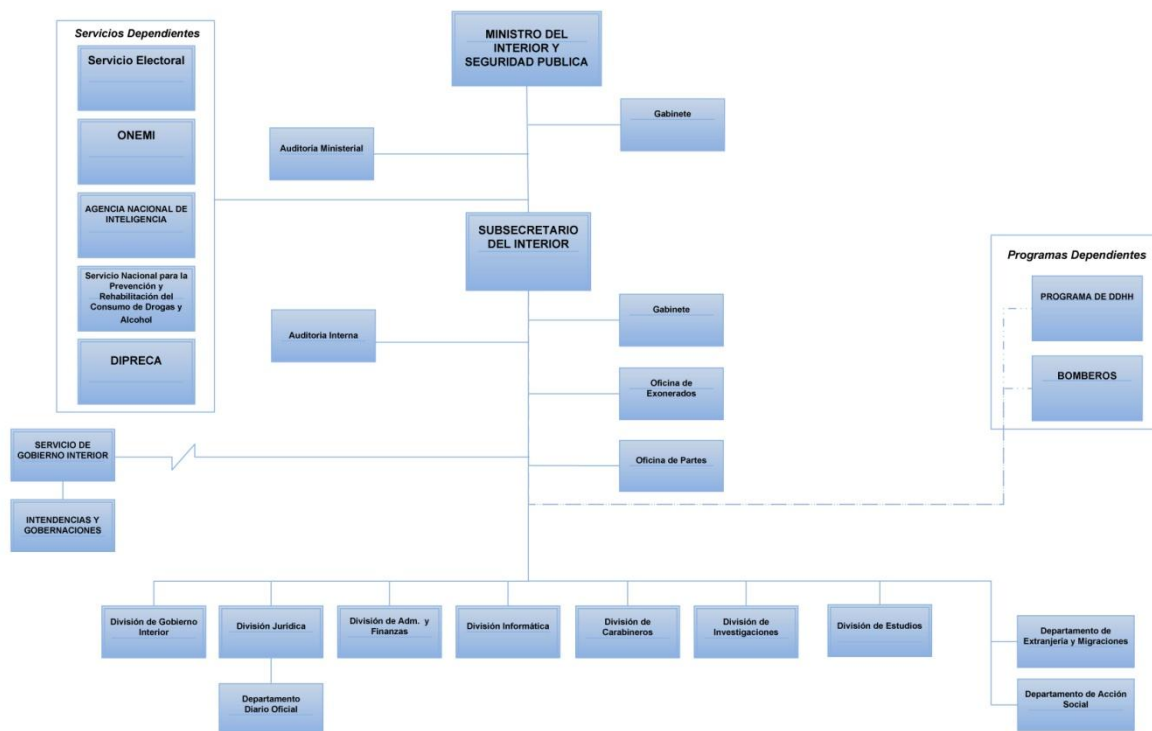 Servicios Dependientes
Servicio Electoral
ONEMI
AGENCIA NACIONAL DE
INTELIGENCIA
Servicio Nacional para la
Prevención y
Rehabilitación del
Consumo de Drogas y
Alcohol
DIPRECA
MINISTRO DEL
INTERIOR Y
SEGURIDAD PUBLICA
Gabinete
Auditoria Ministerial
SUBSECRETARIO
DEL INTERIOR
Gabinete
Auditoria Interna
Oficina de
Exonerados
Oficina de Partes
Programas Dependientes
PROGRAMA DE DDHH
BOMBEROS
SERVICIO DE
GOBIERNO INTERIOR
INTENDENCIAS Y
GOBERNACIONES
División de Gobierno
Interior
División Jurídica
División de Adm. y
Finanzas
División Informática
División de
Carabineros
División de
Investigaciones
División de Estudios
Departamento de
Extranjeria y Migraciones
Departamento
Diario Oficial
Departamento de Acción
Social